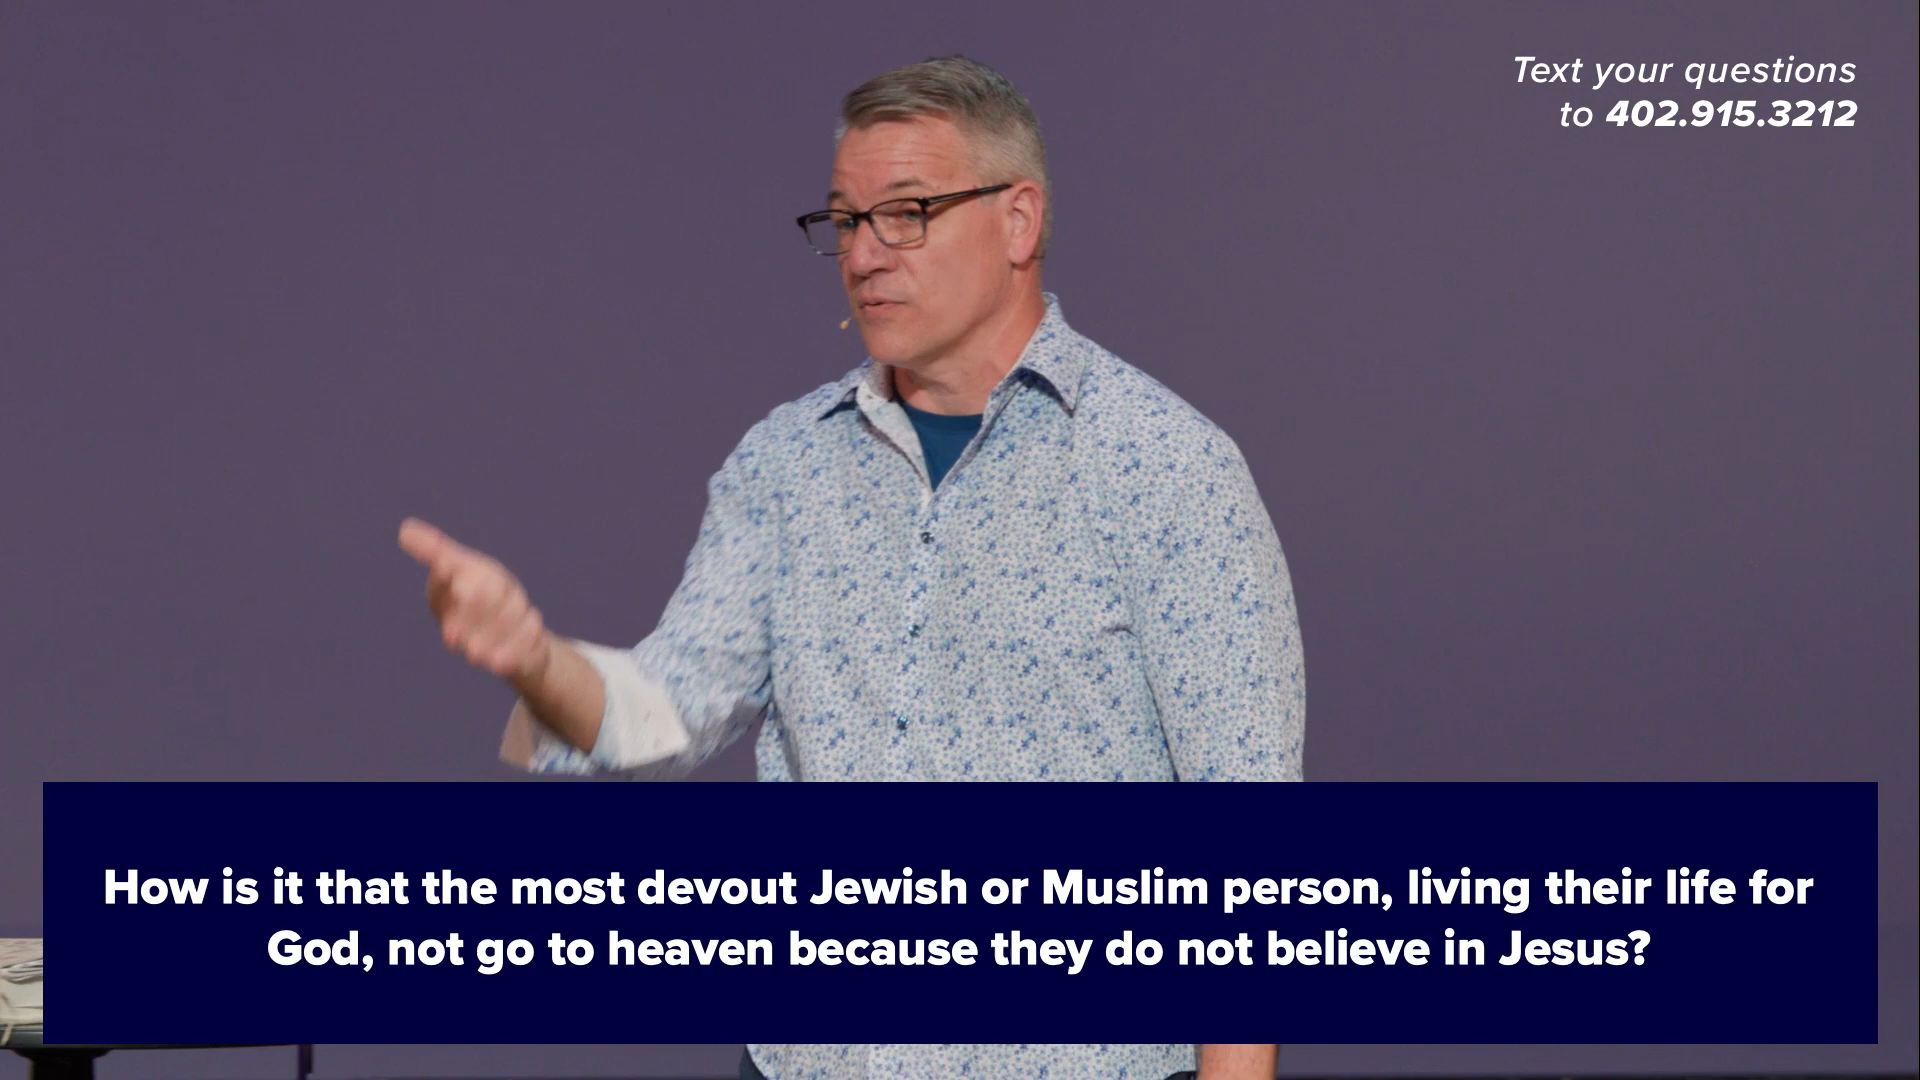 Text your questions
to 402.915.3212
How is it that the most devout Jewish or Muslim person, living their life for
God, not go to heaven because they do not believe in Jesus?